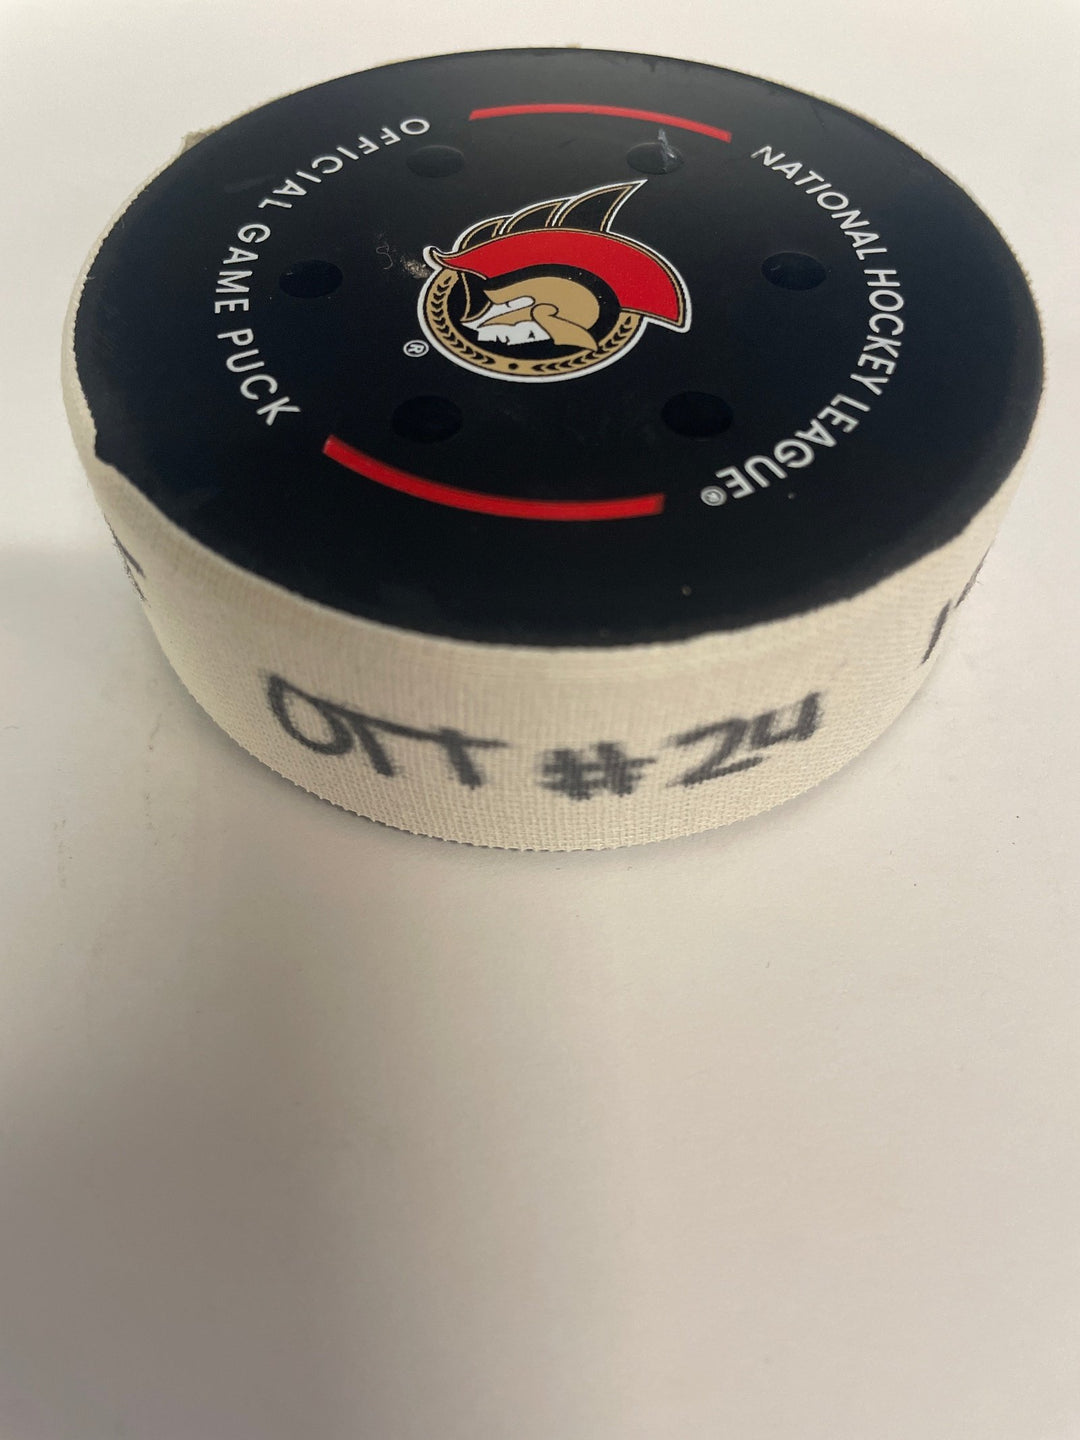 OFFICIAL GAME PUCK
NATIONAL HOCKEY LEAGUE®
®
OTT #24